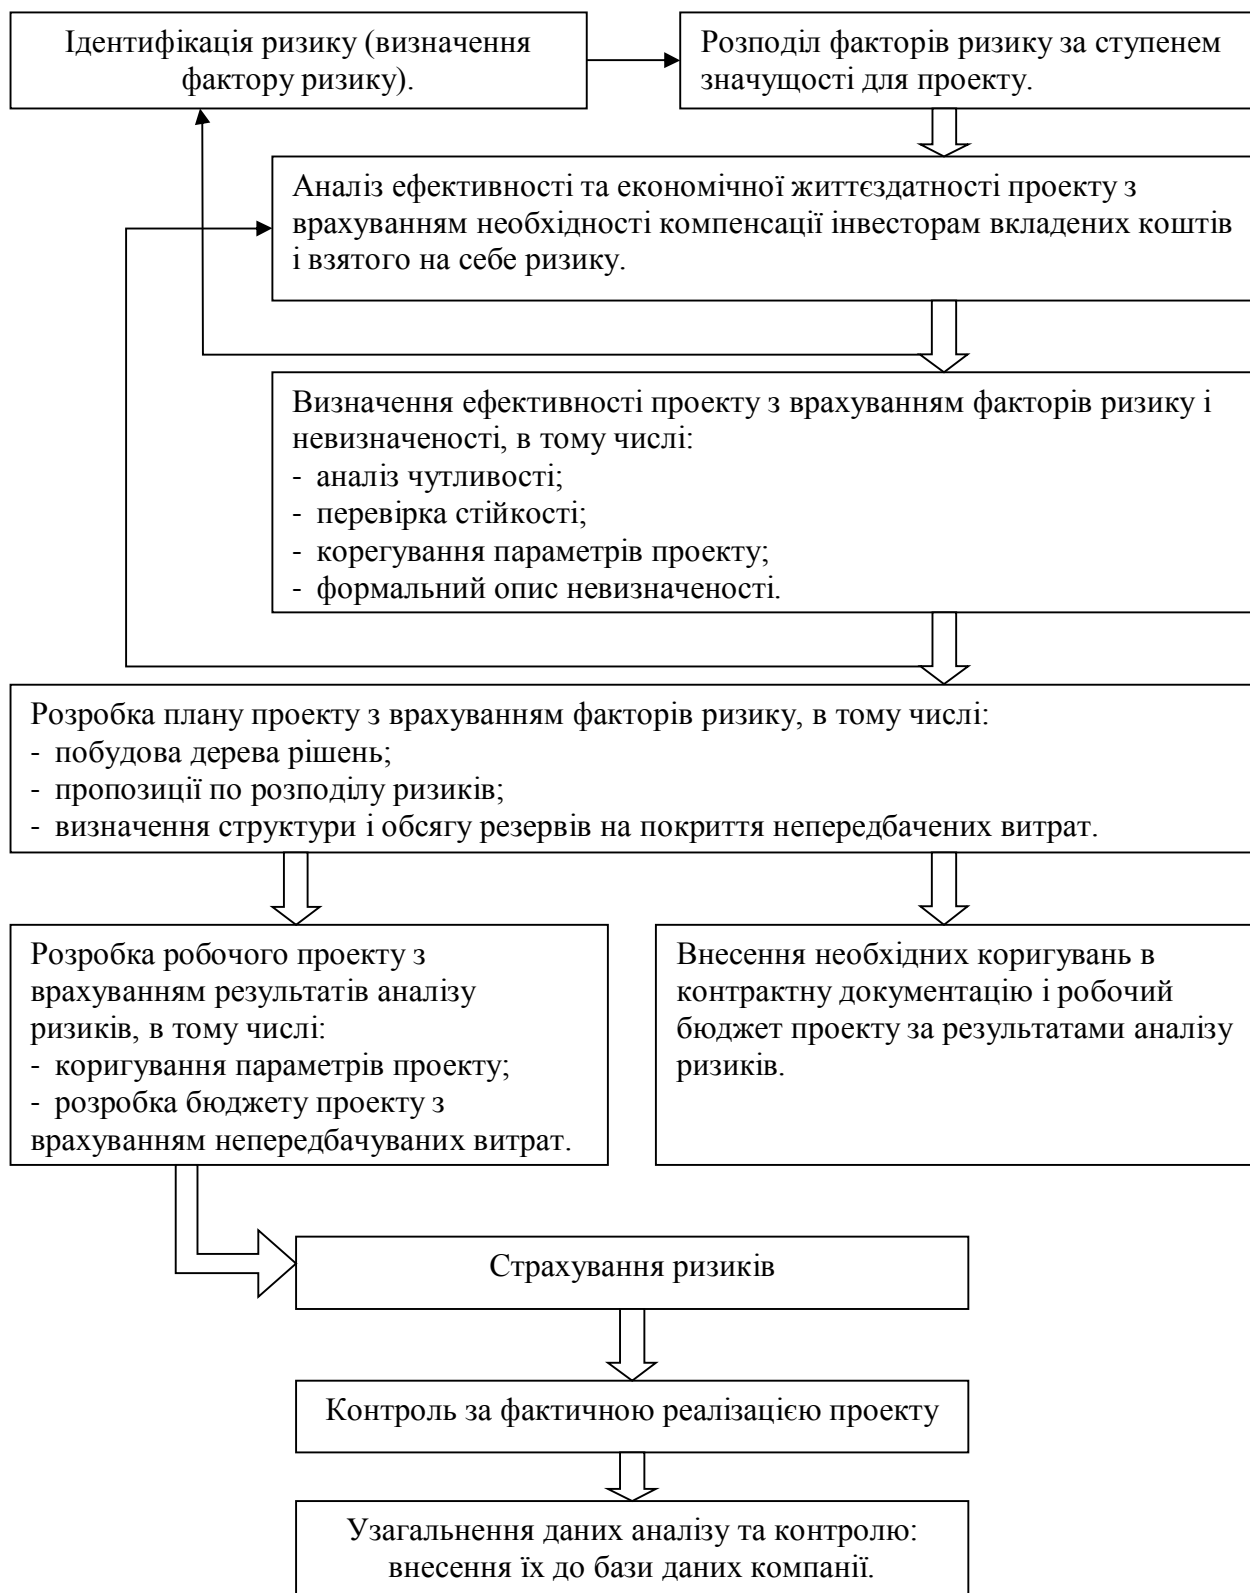 Ідентифікація ризику (визначення
фактору ризику).
Розподіл факторів ризику за ступенем
значущості для проекту.
Аналіз ефективності та економічної життєздатності проекту з
врахуванням необхідності компенсації інвесторам вкладених коштів
і взятого на себе ризику.
Визначення ефективності проекту з врахуванням факторів ризику і
невизначеності, в тому числі:
- аналіз чутливості;
- перевірка стійкості;
- корегування параметрів проекту;
- формальний опис невизначеності.
Розробка плану проекту з врахуванням факторів ризику, в тому числі:
- побудова дерева рішень;
- пропозиції по розподілу ризиків;
- визначення структури і обсягу резервів на покриття непередбачених витрат.
Розробка робочого проекту з
врахуванням результатів аналізу
ризиків, в тому числі:
- коригування параметрів проекту;
- розробка бюджету проекту з
врахуванням непередбачуваних витрат.
Внесення необхідних коригувань в
контрактну документацію і робочий
бюджет проекту за результатами аналізу
ризиків.
Страхування ризиків
Контроль за фактичною реалізацією проекту
Узагальнення даних аналізу та контролю:
внесення їх до бази даних компанії.